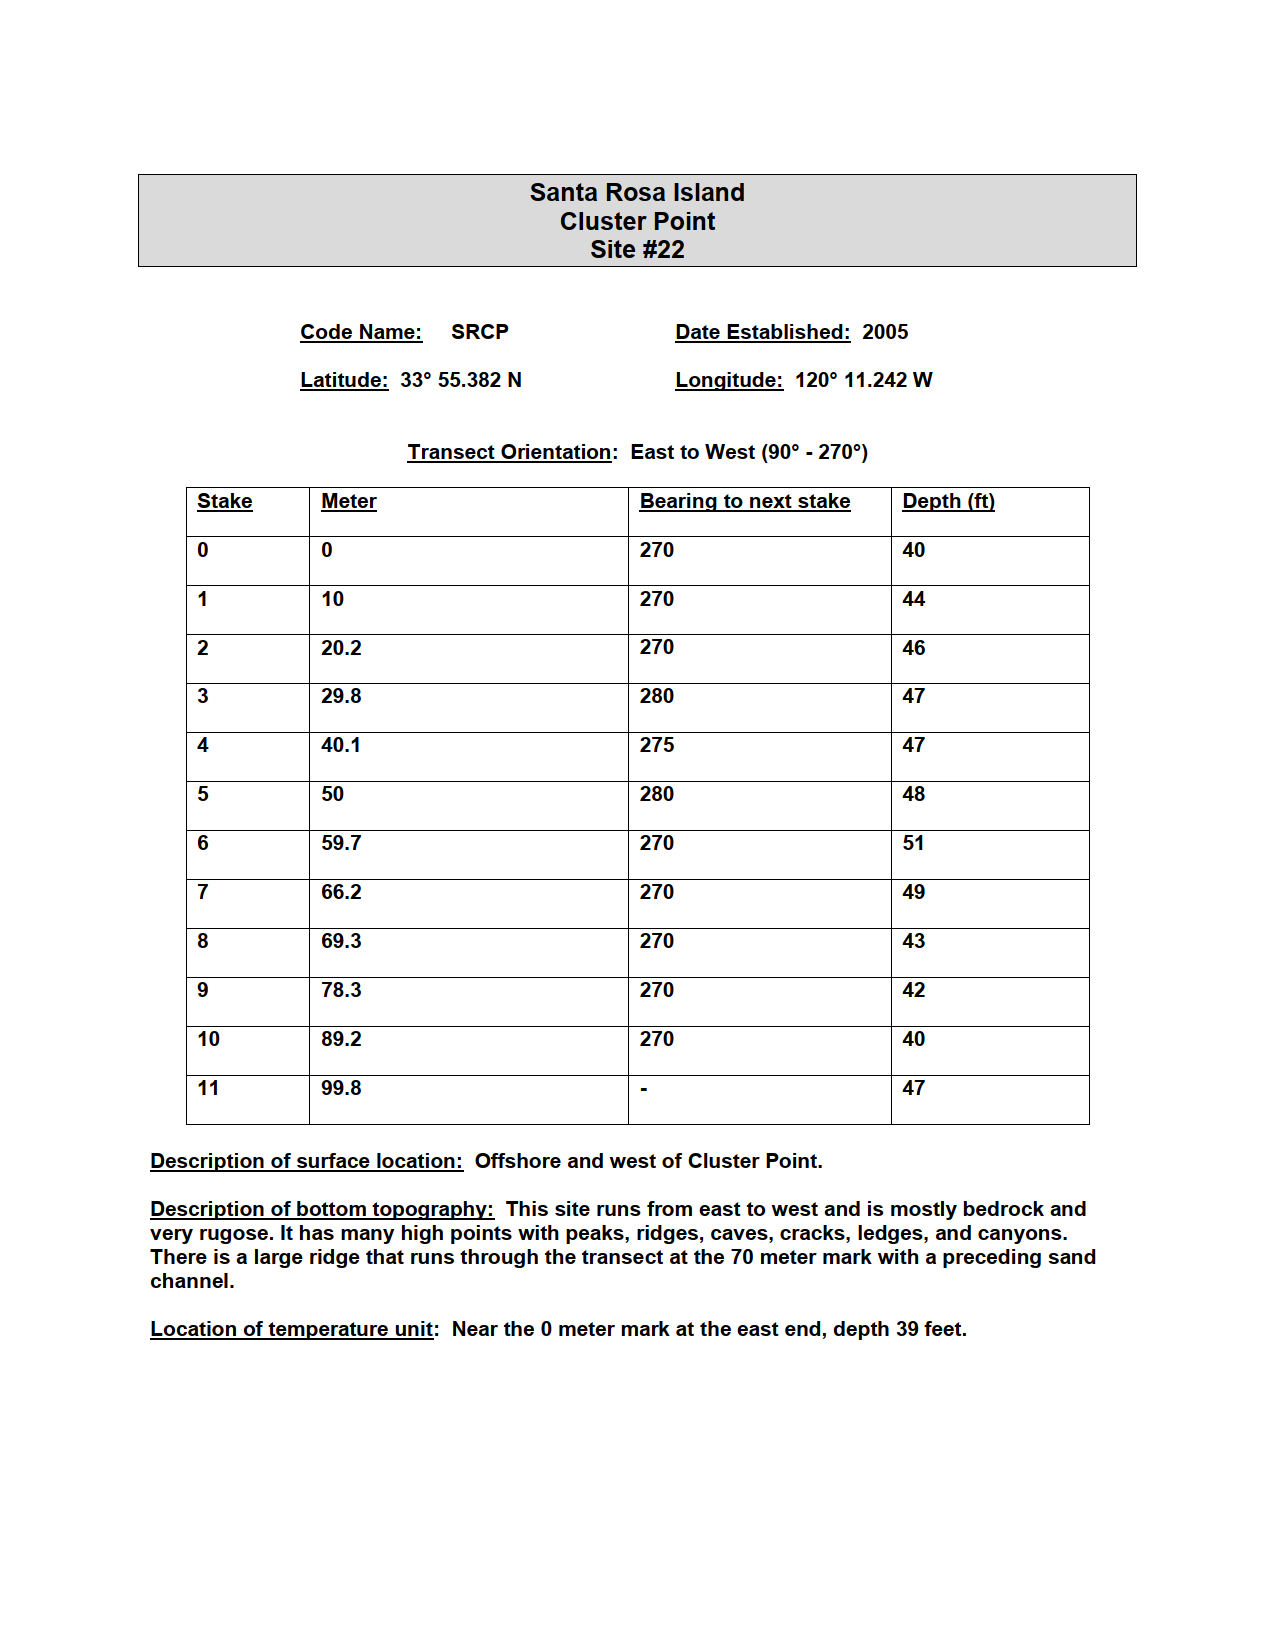 Santa Rosa Island
Cluster Point
Site #22
Code Name: SRCP Date Established: 2005
Latitude: 33° 55.382 N Longitude: 120° 11.242 W
Transect Orientation: East to West (90° - 270°)
Stake Meter Bearing to next stake Depth (ft)
0 0 270 40
1 10 270 44
2 20.2 270 46
3 29.8 280 47
4 40.1 275 47
5 50 280 48
6 59.7 270 51
7 66.2 270 49
8 69.3 270 43
9 78.3 270 42
10 89.2 270 40
11 99.8 - 47
Description of surface location: Offshore and west of Cluster Point.
Description of bottom topography: This site runs from east to west and is mostly bedrock and
very rugose. It has many high points with peaks, ridges, caves, cracks, ledges, and canyons.
There is a large ridge that runs through the transect at the 70 meter mark with a preceding sand
channel.
Location of temperature unit: Near the 0 meter mark at the east end, depth 39 feet.